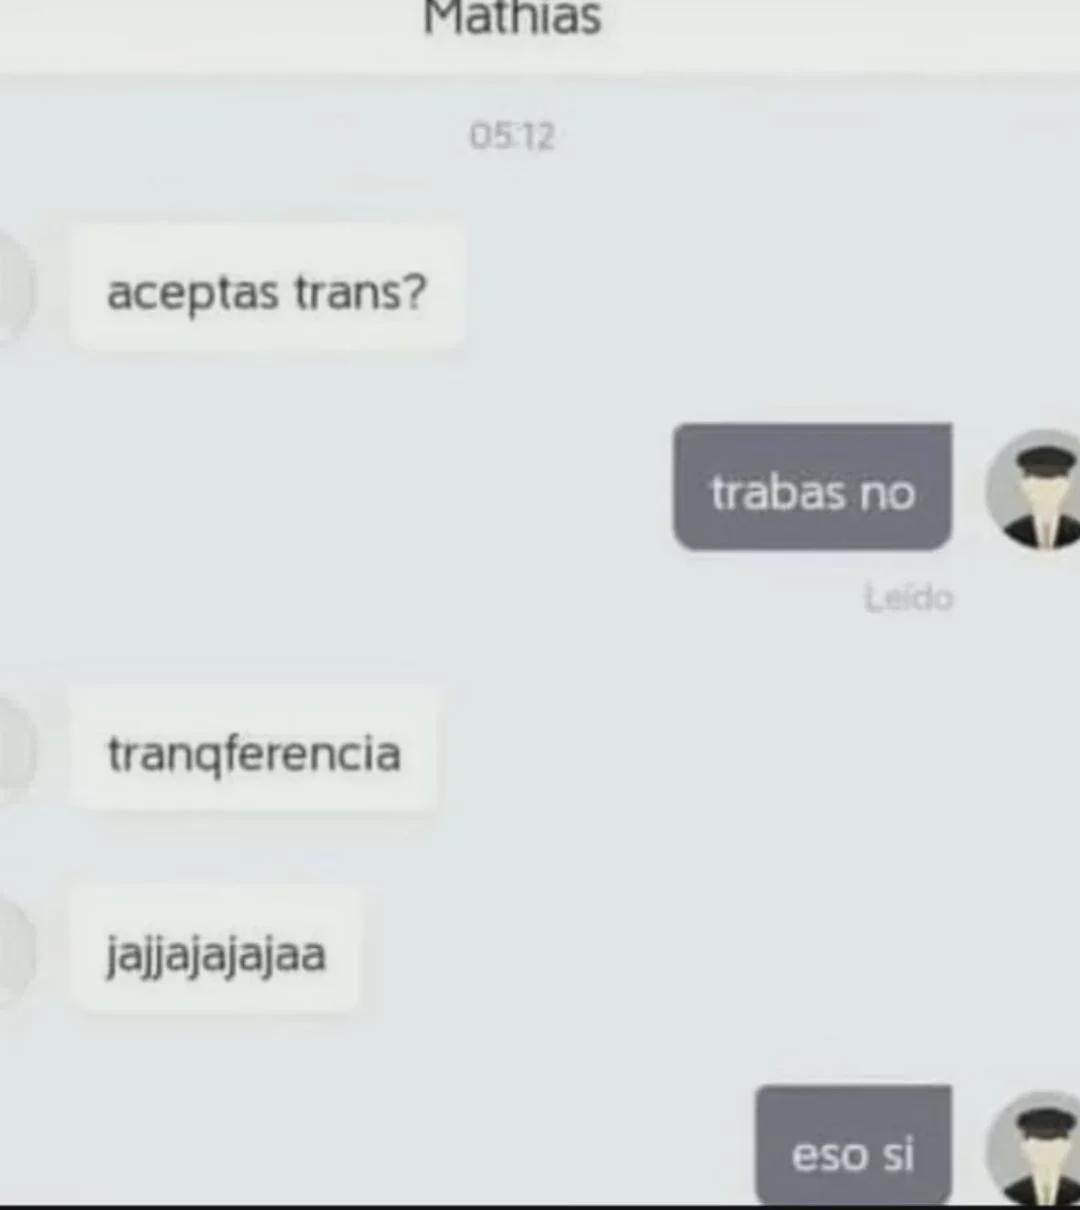 Mathias
05:12
aceptas trans?
trabas no
Leído
tranqferencia
jajjajajajaa
eso si